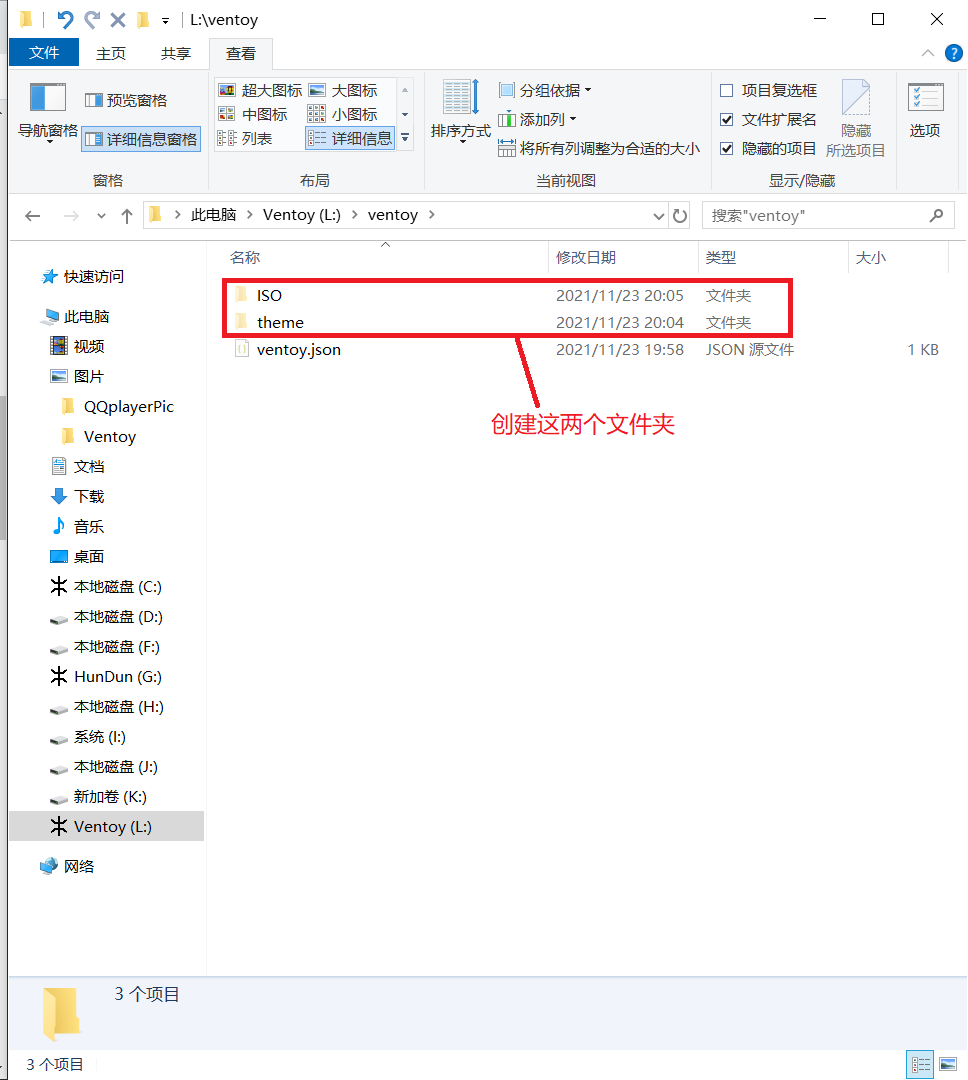 L:\ventoy
文件 主页 共享 查看
导航窗格
预览窗格
详细信息窗格
窗格
超大图标 大图标
中图标 小图标
列表 详细信息
布局
排序方式
分组依据
添加列
将所有列调整为合适的大小
当前视图
项目复选框
文件扩展名
隐藏的项目
隐藏
所选项目
显示/隐藏
选项
此电脑 Ventoy (L:) ventoy
搜索"ventoy"
快速访问
此电脑
视频
图片
QQplayerPic
Ventoy
文档
下载
音乐
桌面
本地磁盘 (C:)
本地磁盘 (D:)
本地磁盘 (F:)
HunDun (G:)
本地磁盘 (H:)
系统 (I:)
本地磁盘 (J:)
新加卷 (K:)
Ventoy (L:)
网络
名称 修改日期 类型 大小
ISO 2021/11/23 20:05 文件夹
theme 2021/11/23 20:04 文件夹
ventoy.json 2021/11/23 19:58 JSON 源文件 1 KB
创建这两个文件夹
3 个项目
3 个项目